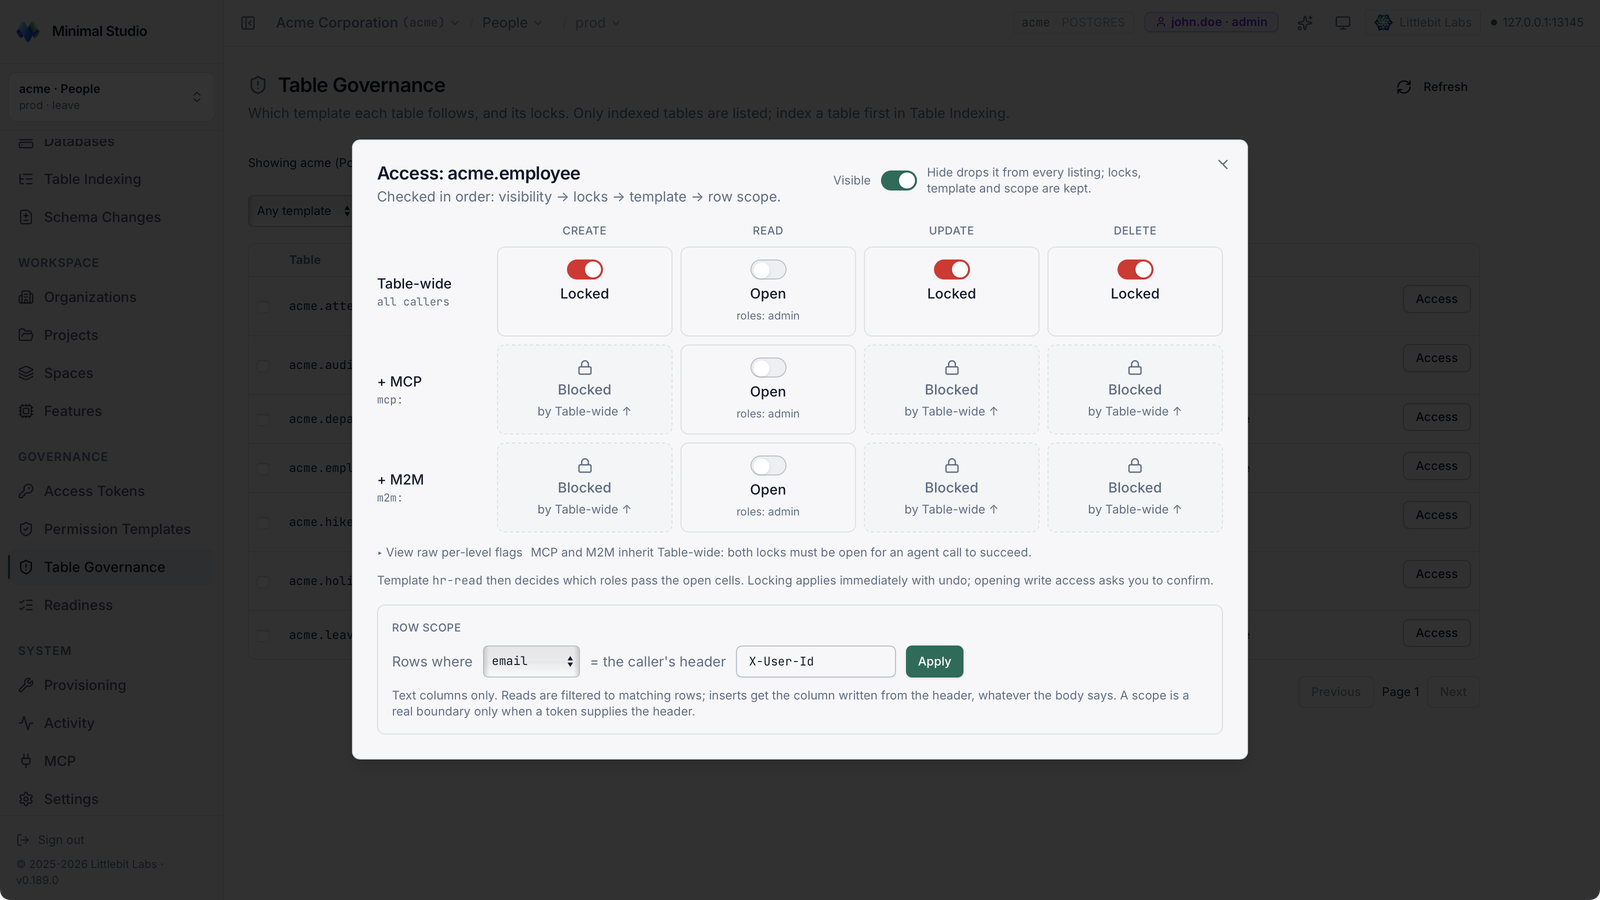 Minimal Studio
Acme Corporation (acme) / People / prod
acme · POSTGRES
john.doe · admin
Littlebit Labs
127.0.0.1:13145
acme · People
prod · leave
Databases
Table Indexing
Schema Changes
WORKSPACE
Organizations
Projects
Spaces
Features
GOVERNANCE
Access Tokens
Permission Templates
Table Governance
Readiness
SYSTEM
Provisioning
Activity
MCP
Settings
Sign out
© 2025-2026 Littlebit Labs ·
v0.189.0
Table Governance
Refresh
Which template each table follows, and its locks. Only indexed tables are listed; index a table first in Table Indexing.
Showing acme (Po
Any template
Table
acme.atte
Access
acme.audi
Access
acme.depa
Access
acme.empl
Access
acme.hike
Access
acme.holi
Access
acme.leav
Access
Previous
Page 1
Next
Access: acme.employee
Checked in order: visibility → locks → template → row scope.
Visible
Hide drops it from every listing; locks,
template and scope are kept.
CREATE READ UPDATE DELETE
Table-wide
all callers
Locked
Open
roles: admin
Locked
Locked
+ MCP
mcp:
Blocked
by Table-wide ↑
Open
roles: admin
Blocked
by Table-wide ↑
Blocked
by Table-wide ↑
+ M2M
m2m:
Blocked
by Table-wide ↑
Open
roles: admin
Blocked
by Table-wide ↑
Blocked
by Table-wide ↑
▸ View raw per-level flags MCP and M2M inherit Table-wide: both locks must be open for an agent call to succeed.
Template hr-read then decides which roles pass the open cells. Locking applies immediately with undo; opening write access asks you to confirm.
ROW SCOPE
Rows where email = the caller's header X-User-Id Apply
Text columns only. Reads are filtered to matching rows; inserts get the column written from the header, whatever the body says. A scope is a
real boundary only when a token supplies the header.